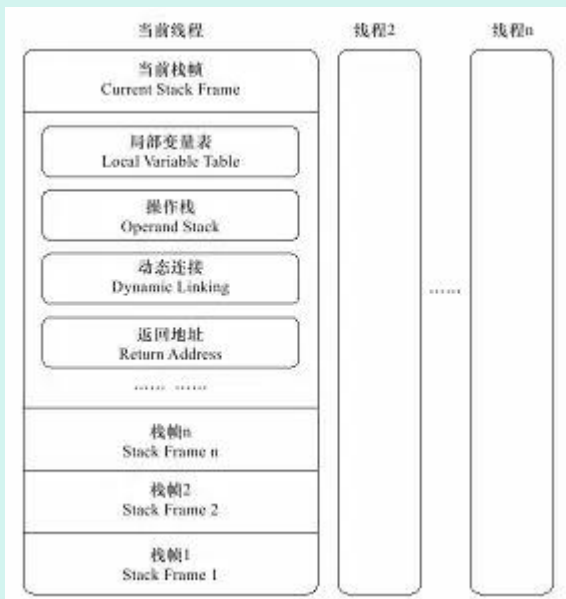 当前线程
线程2
线程n
当前栈帧
Current Stack Frame
局部变量表
Local Variable Table
操作栈
Operand Stack
动态连接
Dynamic Linking
返回地址
Return Address
...... ......
......
栈帧n
Stack Frame n
栈帧2
Stack Frame 2
栈帧1
Stack Frame 1